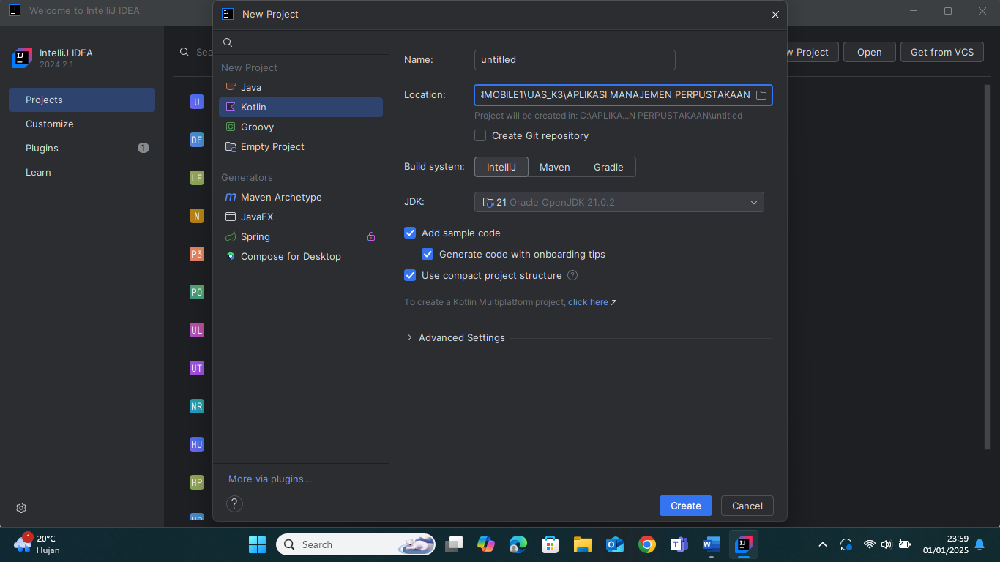 Welcome to IntelliJ IDEA
New Project
IntelliJ IDEA
2024.2.1
Projects
Customize
Plugins
1
Learn
Sea
w Project
Open
Get from VCS
U
DE
LE
N
P3
PO
UL
UT
NR
HU
HP
New Project
Java
Kotlin
Groovy
Empty Project
Generators
Maven Archetype
JavaFX
Spring
Compose for Desktop
More via plugins...
?
Name:
untitled
Location:
MOBILE1\UAS_K3\APLIKASI MANAJEMEN PERPUSTAKAAN
Project will be created in: C:\APLIKA...N PERPUSTAKAAN\untitled
Create Git repository
Build system:
IntelliJ
Maven
Gradle
JDK:
21 Oracle OpenJDK 21.0.2
Add sample code
Generate code with onboarding tips
Use compact project structure ?
To create a Kotlin Multiplatform project, click here ↗
Advanced Settings
Create
Cancel
1
20°C
Hujan
Search
23:59
01/01/2025